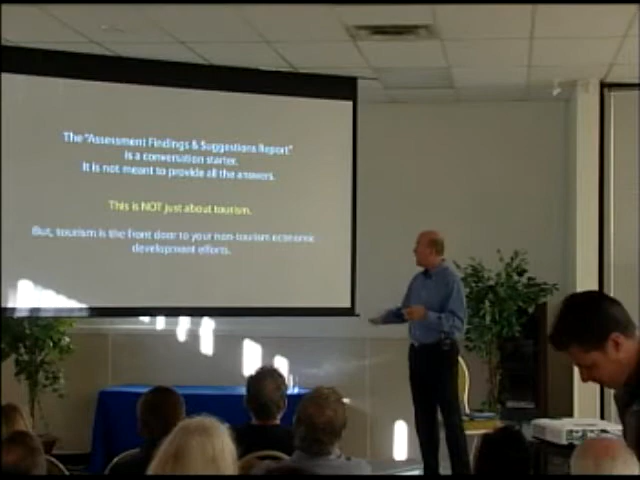 The "Assessment Findings & Suggestions Report"
is a conversation starter.
It is not meant to provide all the answers.
This is NOT just about tourism.
But, tourism is the front door to your non-tourism economic
development efforts.